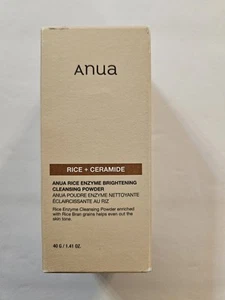 Anua
RICE + CERAMIDE
ANUA RICE ENZYME BRIGHTENING
CLEANSING POWDER
ANUA POUDRE ENZYME NETTOYANTE
ÉCLAIRCISSANTE AU RIZ
Rice Enzyme Cleansing Powder enriched
with Rice Bran grains helps even out the
skin tone.
40 G / 1.41 OZ.